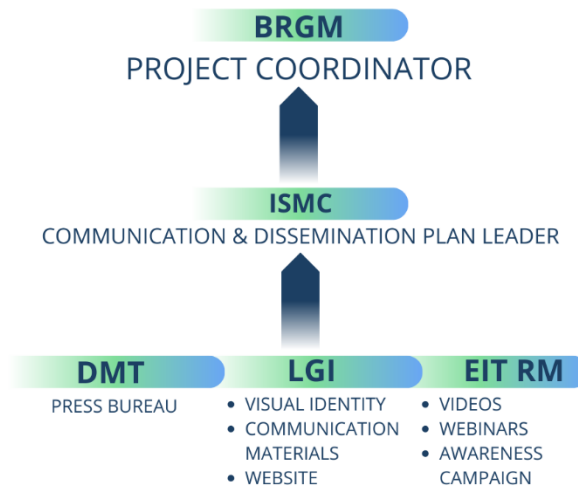 BRGM
PROJECT COORDINATOR
ISMC
COMMUNICATION & DISSEMINATION PLAN LEADER
DMT
PRESS BUREAU
LGI
• VISUAL IDENTITY
• COMMUNICATION
MATERIALS
• WEBSITE
EIT RM
• VIDEOS
• WEBINARS
• AWARENESS
CAMPAIGN